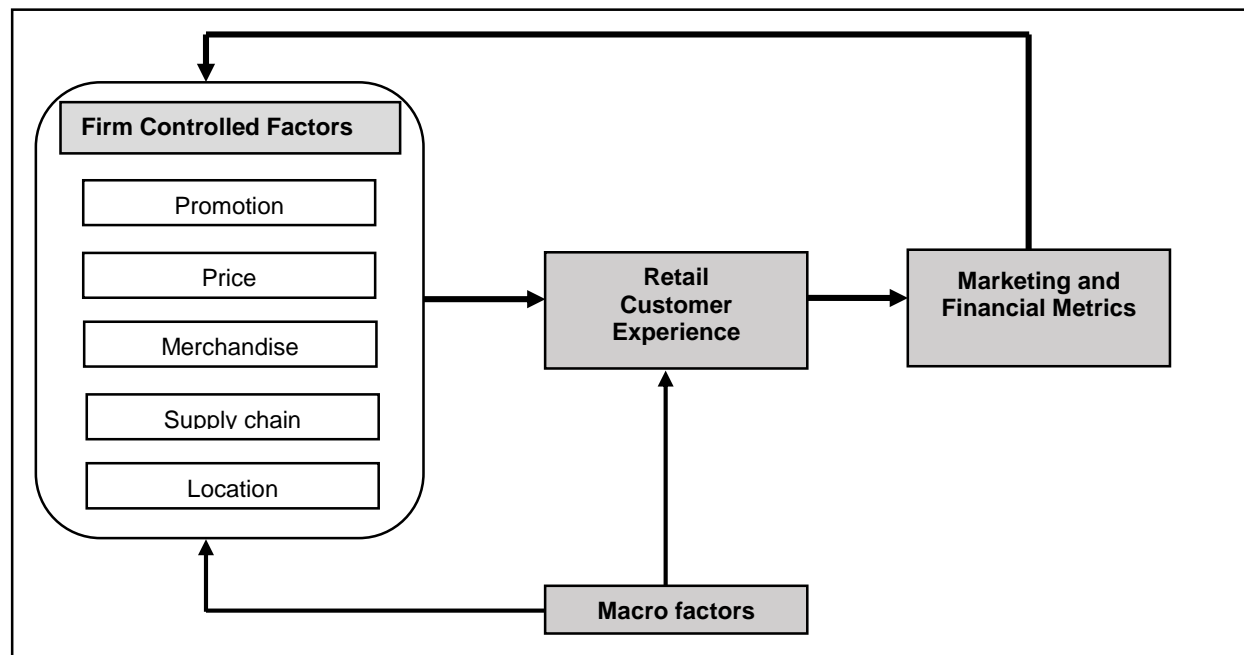 Firm Controlled Factors
Promotion
Price
Merchandise
Supply chain
Location
Retail
Customer
Experience
Marketing and
Financial Metrics
Macro factors